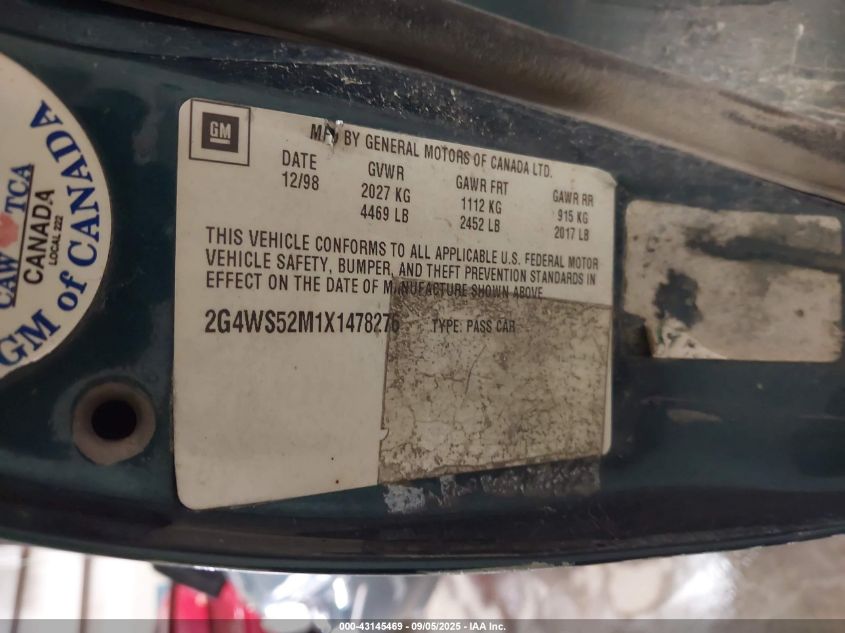 GM
MFD BY GENERAL MOTORS OF CANADA LTD.
DATE GVWR GAWR FRT GAWR RR
12/98 2027 KG 1112 KG 915 KG
4469 LB 2452 LB 2017 LB
THIS VEHICLE CONFORMS TO ALL APPLICABLE U.S. FEDERAL MOTOR
VEHICLE SAFETY, BUMPER, AND THEFT PREVENTION STANDARDS IN
EFFECT ON THE DATE OF MANUFACTURE SHOWN ABOVE
2G4WS52M1X1478276 TYPE: PASS CAR
CAW TCA
CANADA
LOCAL 222
GM of CANADA
000-43145469 (09/05/2025 - IAA Inc.